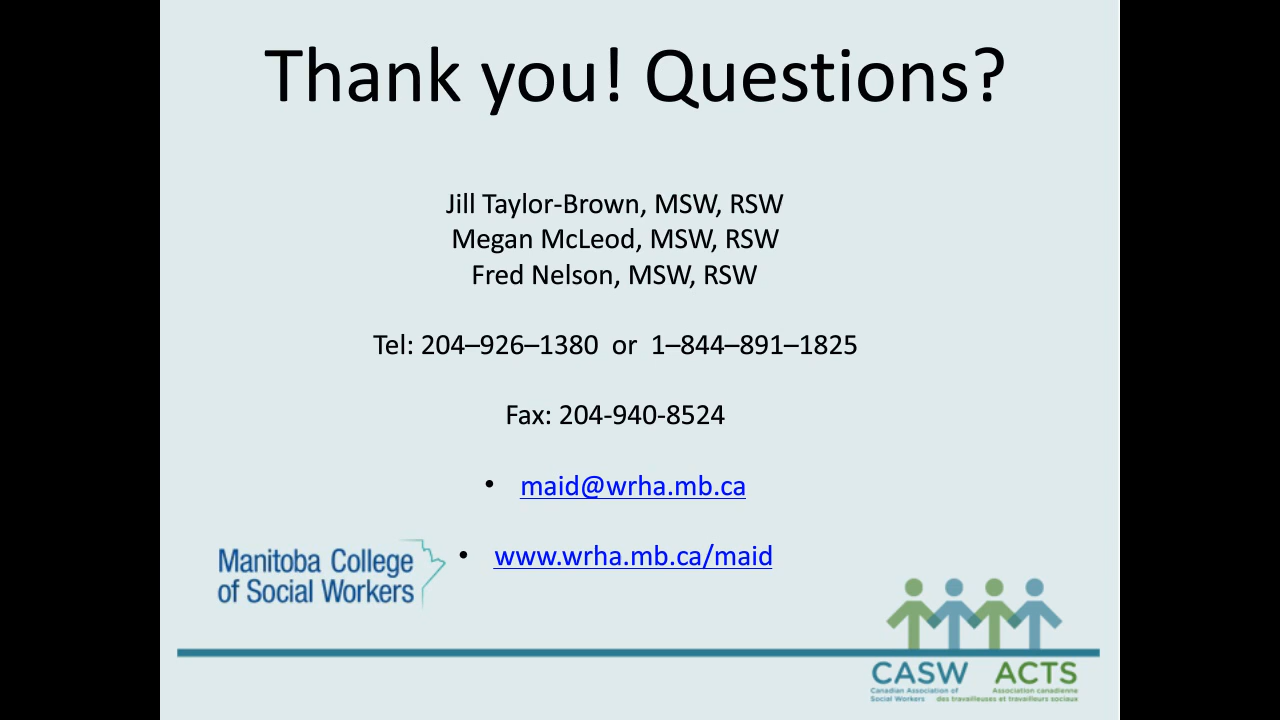 Thank you! Questions?
Jill Taylor-Brown, MSW, RSW
Megan McLeod, MSW, RSW
Fred Nelson, MSW, RSW
Tel: 204–926–1380 or 1–844–891–1825
Fax: 204-940-8524
• maid@wrha.mb.ca
• www.wrha.mb.ca/maid
Manitoba College
of Social Workers
CASW ACTS
Canadian Association of Association canadienne
Social Workers des travailleuses et travailleurs sociaux